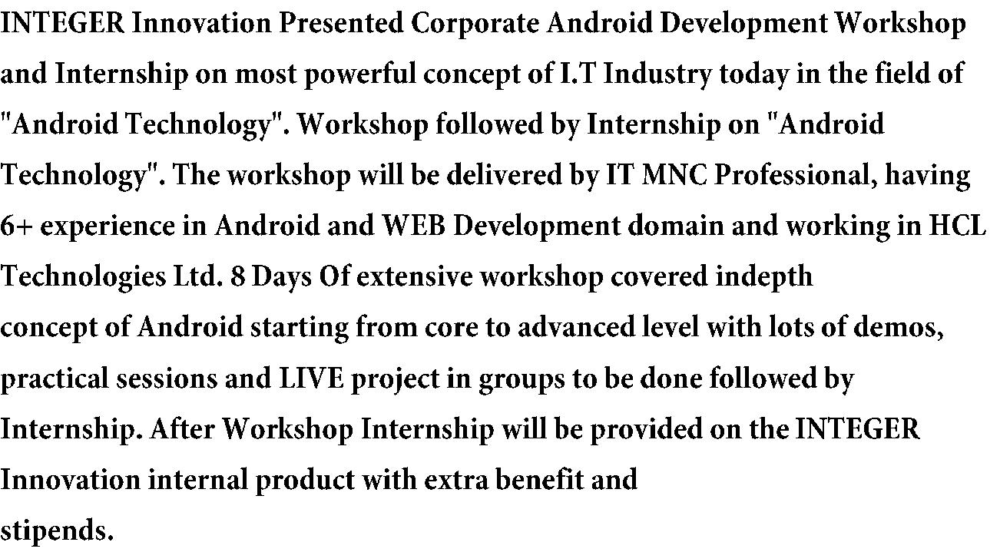 INTEGER Innovation Presented Corporate Android Development Workshop
and Internship on most powerful concept of I.T Industry today in the field of
"Android Technology". Workshop followed by Internship on "Android
Technology". The workshop will be delivered by IT MNC Professional, having
6+ experience in Android and WEB Development domain and working in HCL
Technologies Ltd. 8 Days Of extensive workshop covered indepth
concept of Android starting from core to advanced level with lots of demos,
practical sessions and LIVE project in groups to be done followed by
Internship. After Workshop Internship will be provided on the INTEGER
Innovation internal product with extra benefit and
stipends.